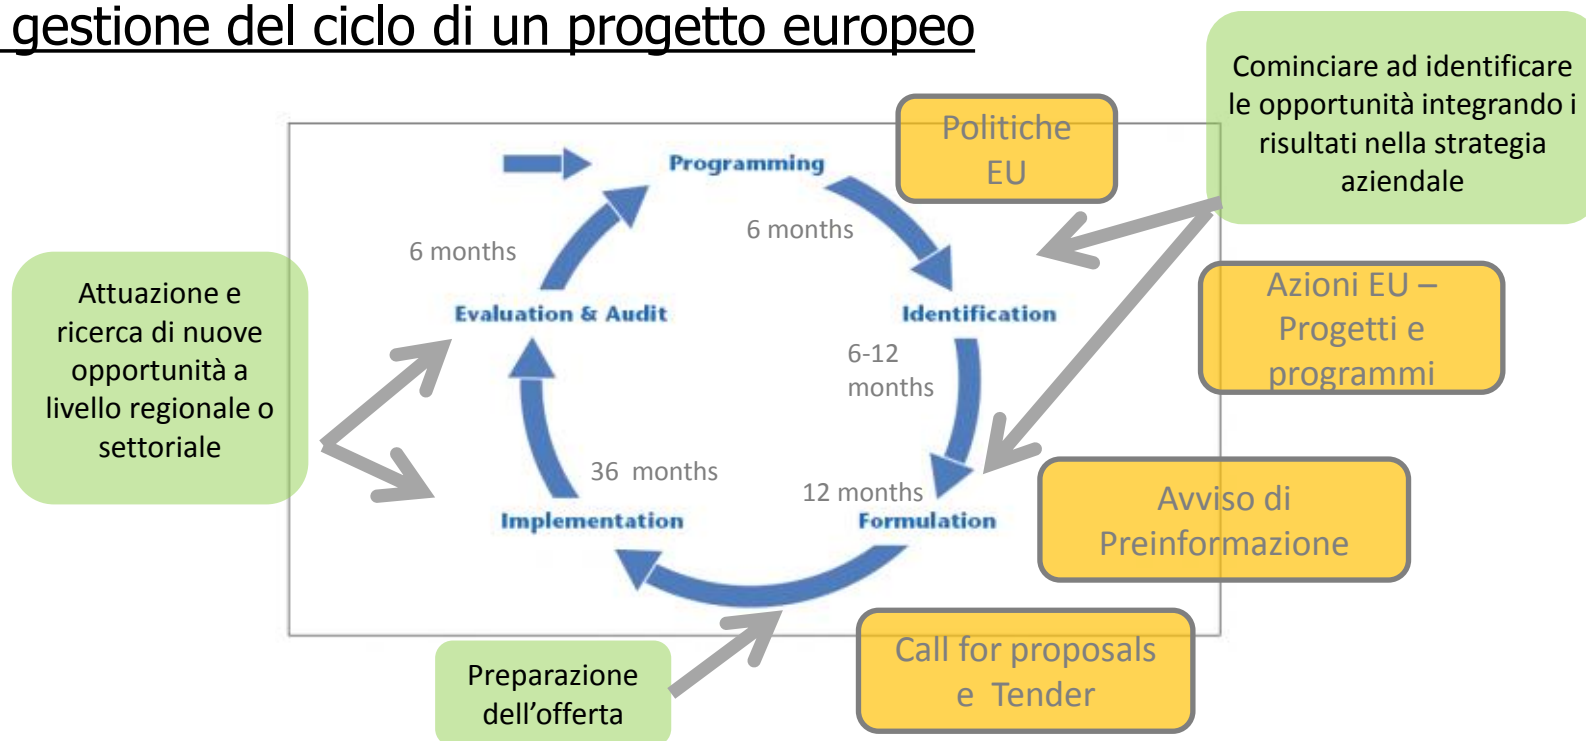 gestione del ciclo di un progetto europeo
Cominciare ad identificare
le opportunità integrando i
risultati nella strategia
aziendale
Politiche
EU
Programming
6 months
6 months
Attuazione e
ricerca di nuove
opportunità a
livello regionale o
settoriale
Evaluation & Audit
Identification
Azioni EU –
Progetti e
programmi
6-12
months
36 months
12 months
Implementation
Formulation
Avviso di
Preinformazione
Call for proposals
e Tender
Preparazione
dell’offerta